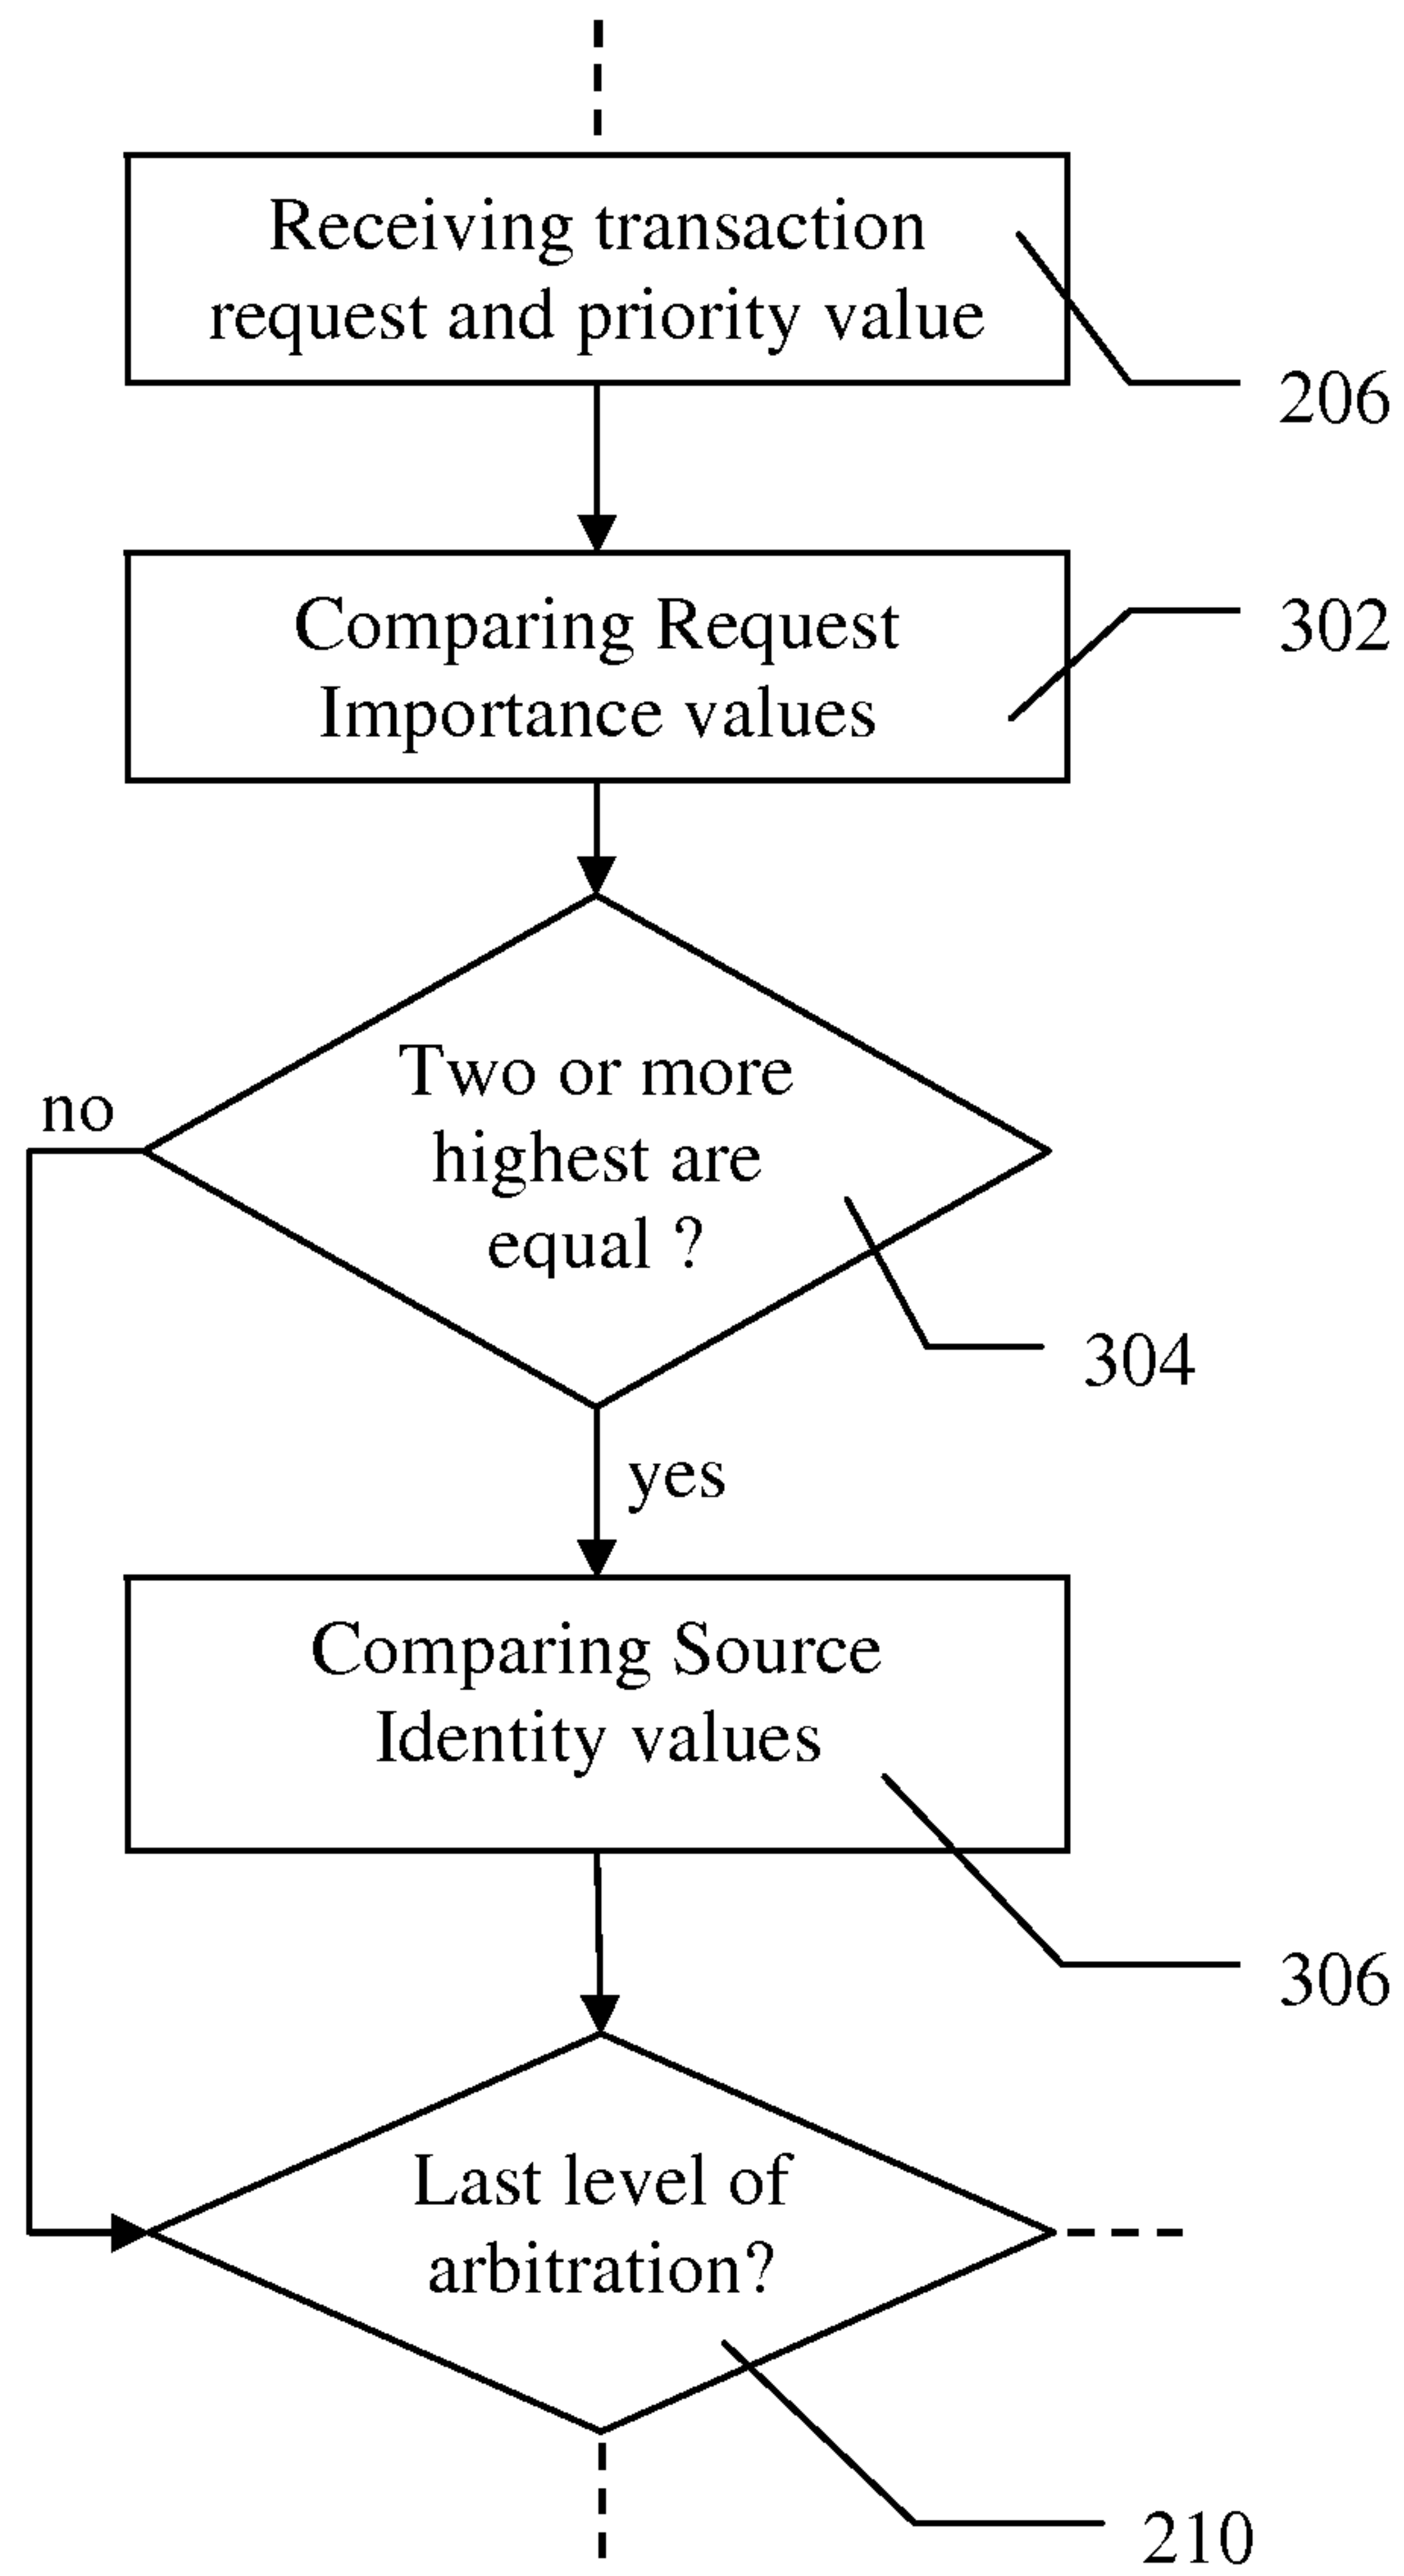 Receiving transaction
request and priority value
206
Comparing Request
Importance values
302
Two or more
highest are
equal ?
no
304
yes
Comparing Source
Identity values
306
Last level of
arbitration?
210